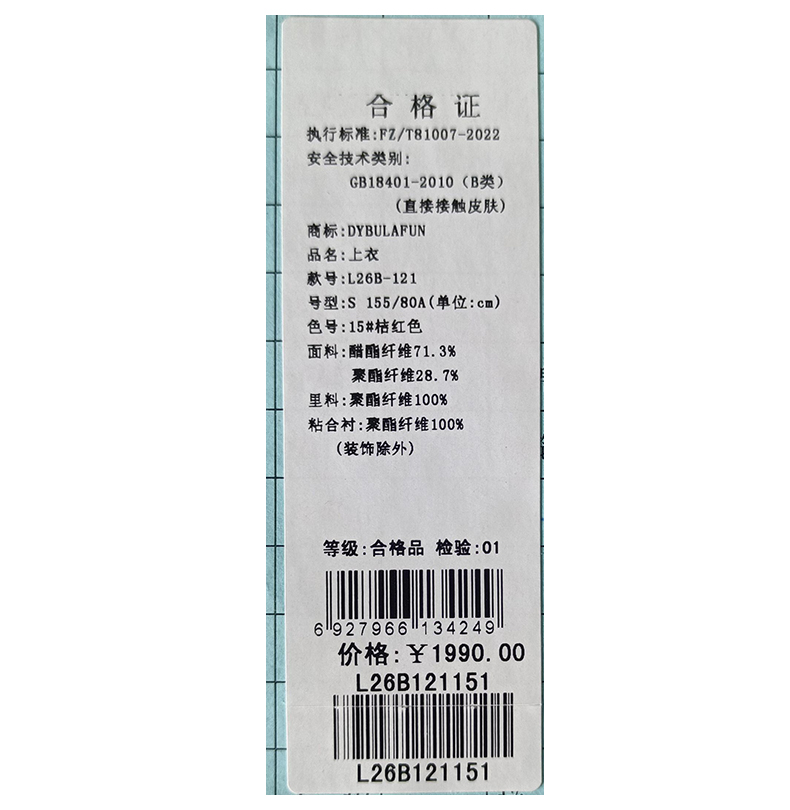 合格证
执行标准:FZ/T81007-2022
安全技术类别:
GB18401-2010（B类）
(直接接触皮肤)
商标:DYBULAFUN
品名:上衣
款号:L26B-121
号型:S 155/80A(单位:cm)
色号:15#桔红色
面料:醋酯纤维71.3%
聚酯纤维28.7%
里料:聚酯纤维100%
粘合衬:聚酯纤维100%
(装饰除外)
等级:合格品 检验:01
6 927966 134249
价格:￥1990.00
L26B121151
L26B121151